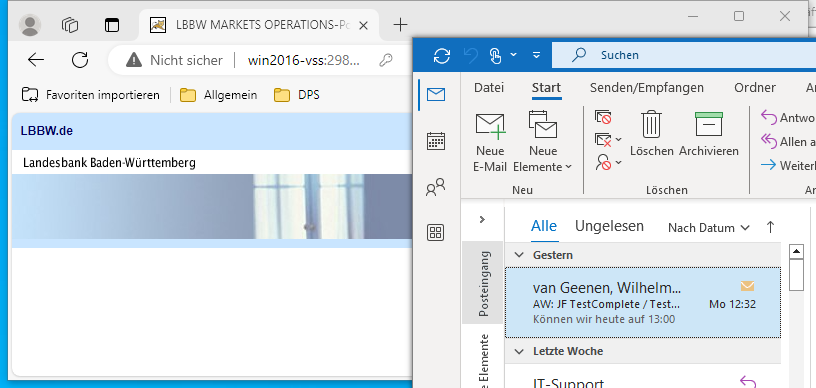 LBBW MARKETS OPERATIONS-Po
Nicht sicher
win2016-vss:298...
Favoriten importieren
Allgemein
DPS
LBBW.de
Landesbank Baden-Württemberg
Suchen
Datei
Start
Senden/Empfangen
Ordner
Neue
E-Mail
Neue
Elemente
Löschen
Archivieren
Antwo
Allen a
Weiterl
Neu
Löschen
Alle
Ungelesen
Nach Datum
Posteingang
e Elemente
Gestern
van Geenen, Wilhelm...
AW: JF TestComplete / Test...
Mo 12:32
Können wir heute auf 13:00
Letzte Woche
IT-Support